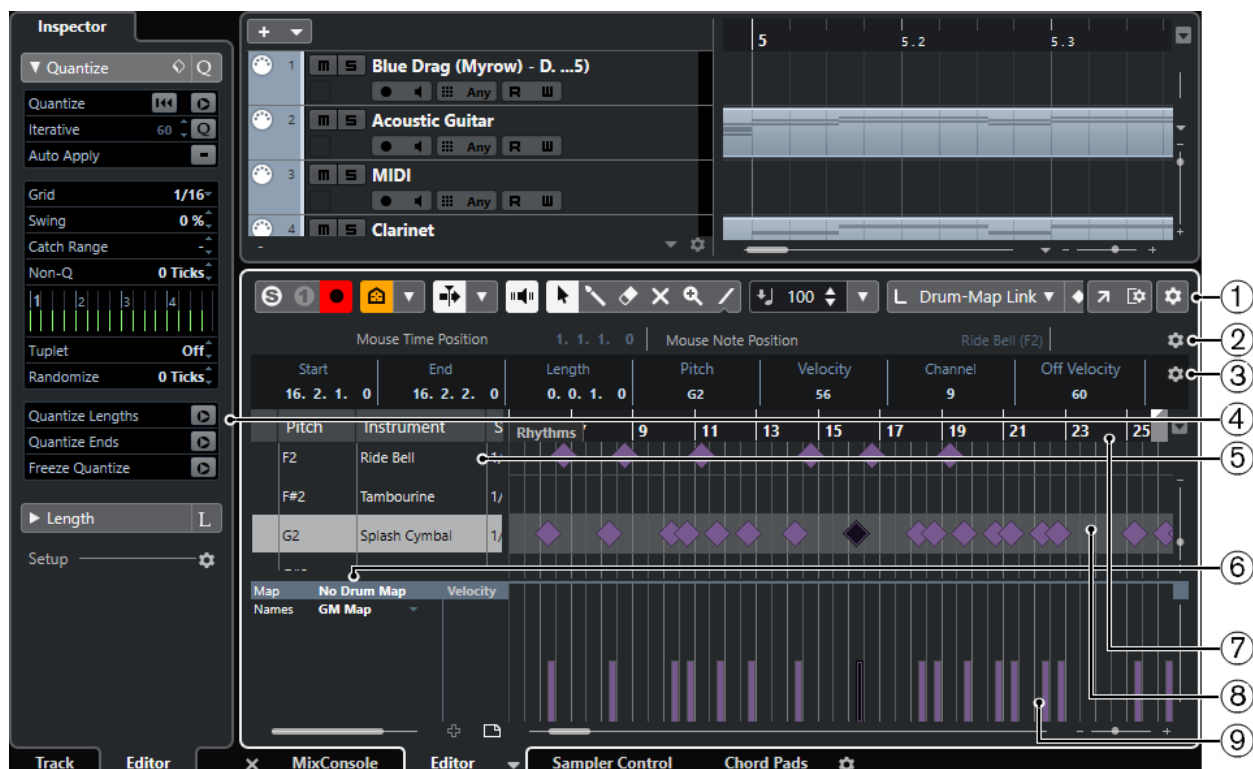 Inspector
Quantize Q
Quantize
Iterative 60 Q
Auto Apply
Grid 1/16
Swing 0 %
Catch Range -
Non-Q 0 Ticks
1 2 3 4
Tuplet Off
Randomize 0 Ticks
Quantize Lengths
Quantize Ends
Freeze Quantize
Length L
Setup
Track Editor
+
5 5.2 5.3
1 m S Blue Drag (Myrow) - D. ...5)
Any R W
2 m S Acoustic Guitar
Any R W
3 m S MIDI
Any R W
4 m S Clarinet
S 1 100 L Drum-Map Link
Mouse Time Position 1. 1. 1. 0 Mouse Note Position Ride Bell (F2)
Start End Length Pitch Velocity Channel Off Velocity
16. 2. 1. 0 16. 2. 2. 0 0. 0. 1. 0 G2 56 9 60
Pitch Instrument S Rhythms 9 11 13 15 17 19 21 23 25
F2 Ride Bell 1/
F#2 Tambourine 1/
G2 Splash Cymbal 1/
Map No Drum Map Velocity
Names GM Map
MixConsole Editor Sampler Control Chord Pads
1
2
3
4
5
6
7
8
9